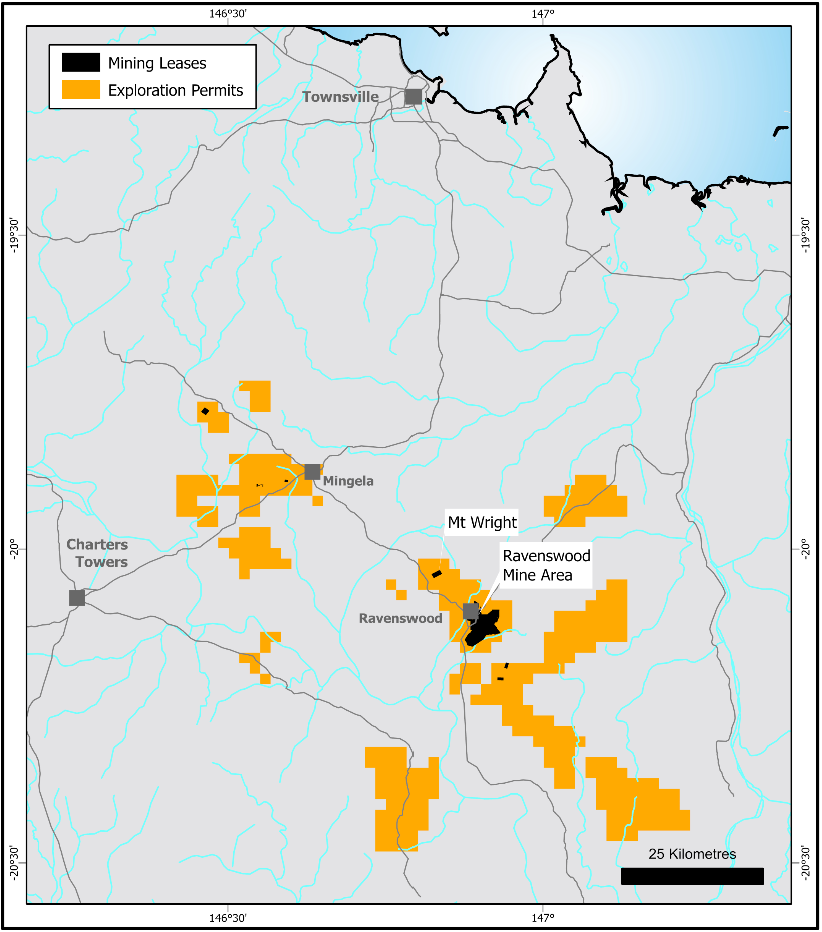 146°30'
147°
Mining Leases
Exploration Permits
Townsville
-19°30'
-19°30'
Mingela
Mt Wright
Charters
Towers
-20°
-20°
Ravenswood
Mine Area
Ravenswood
25 Kilometres
-20°30'
-20°30'
146°30'
147°